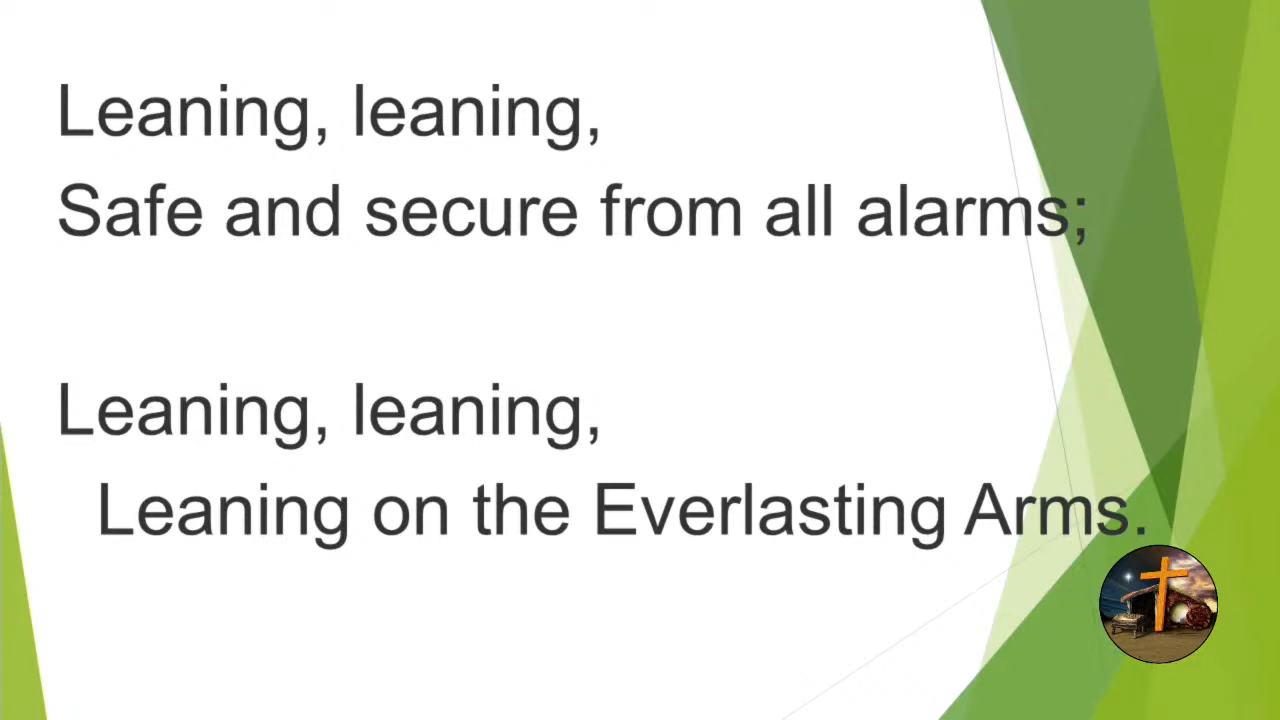 Leaning, leaning,
Safe and secure from all alarms;
Leaning, leaning,
Leaning on the Everlasting Arms.